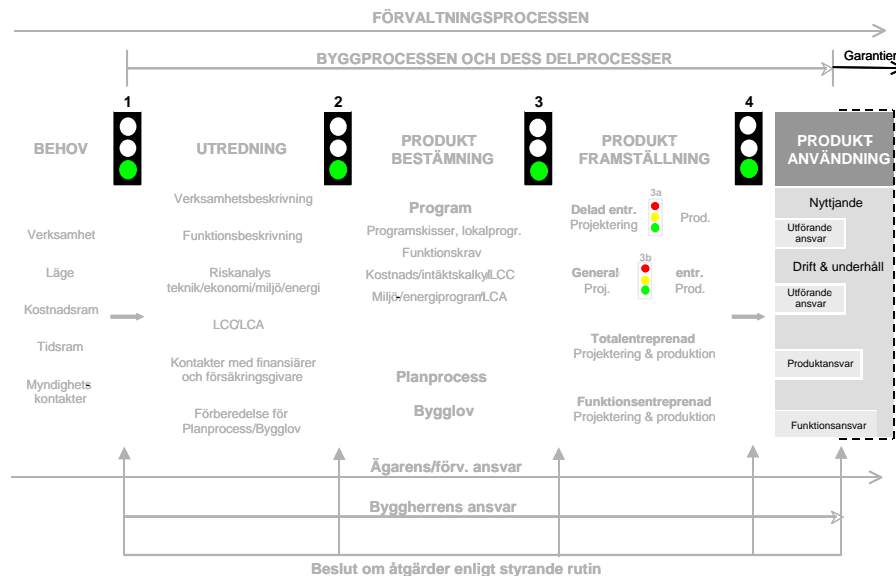 FÖRVALTNINGSPROCESSEN
BYGGPROCESSEN OCH DESS DELPROCESSER
Garantier
1
2
3
4
BEHOV
Verksamhet
Läge
Kostnadsram
Tidsram
Myndighets-
kontakter
UTREDNING
Verksamhetsbeskrivning
Funktionsbeskrivning
Riskanalys
teknik/ekonomi/miljö/energi
LCC/LCA
Kontakter med finansiärer
och försäkringsgivare
Förberedelse för
Planprocess/Bygglov
PRODUKT-
BESTÄMNING
Program
Programskisser, lokalprogr.
Funktionskrav
Kostnads/intäktskalkyl/LCC
Miljö-/energiprogram/LCA
Planprocess
Bygglov
PRODUKT-
FRAMSTÄLLNING
3a
Delad entr.
Projektering Prod.
3b
General- entr.
Proj. Prod.
Totalentreprenad
Projektering & produktion
Funktionsentreprenad
Projektering & produktion
PRODUKT-
ANVÄNDNING
Nyttjande
Utförande
ansvar
Drift & underhåll
Utförande
ansvar
Produktansvar
Funktionsansvar
Ägarens/förv. ansvar
Byggherrens ansvar
Beslut om åtgärder enligt styrande rutin